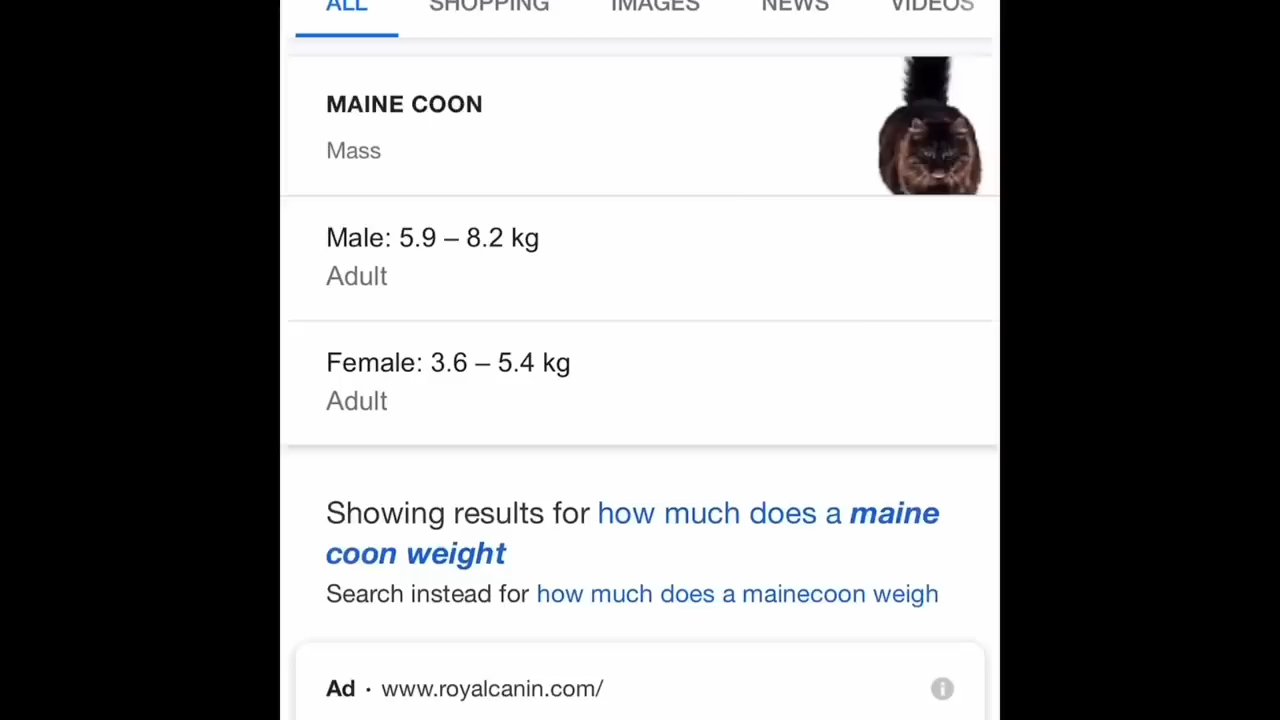 ALL SHOPPING IMAGES NEWS VIDEOS
MAINE COON
Mass
Male: 5.9 – 8.2 kg
Adult
Female: 3.6 – 5.4 kg
Adult
Showing results for how much does a maine
coon weight
Search instead for how much does a mainecoon weigh
Ad · www.royalcanin.com/